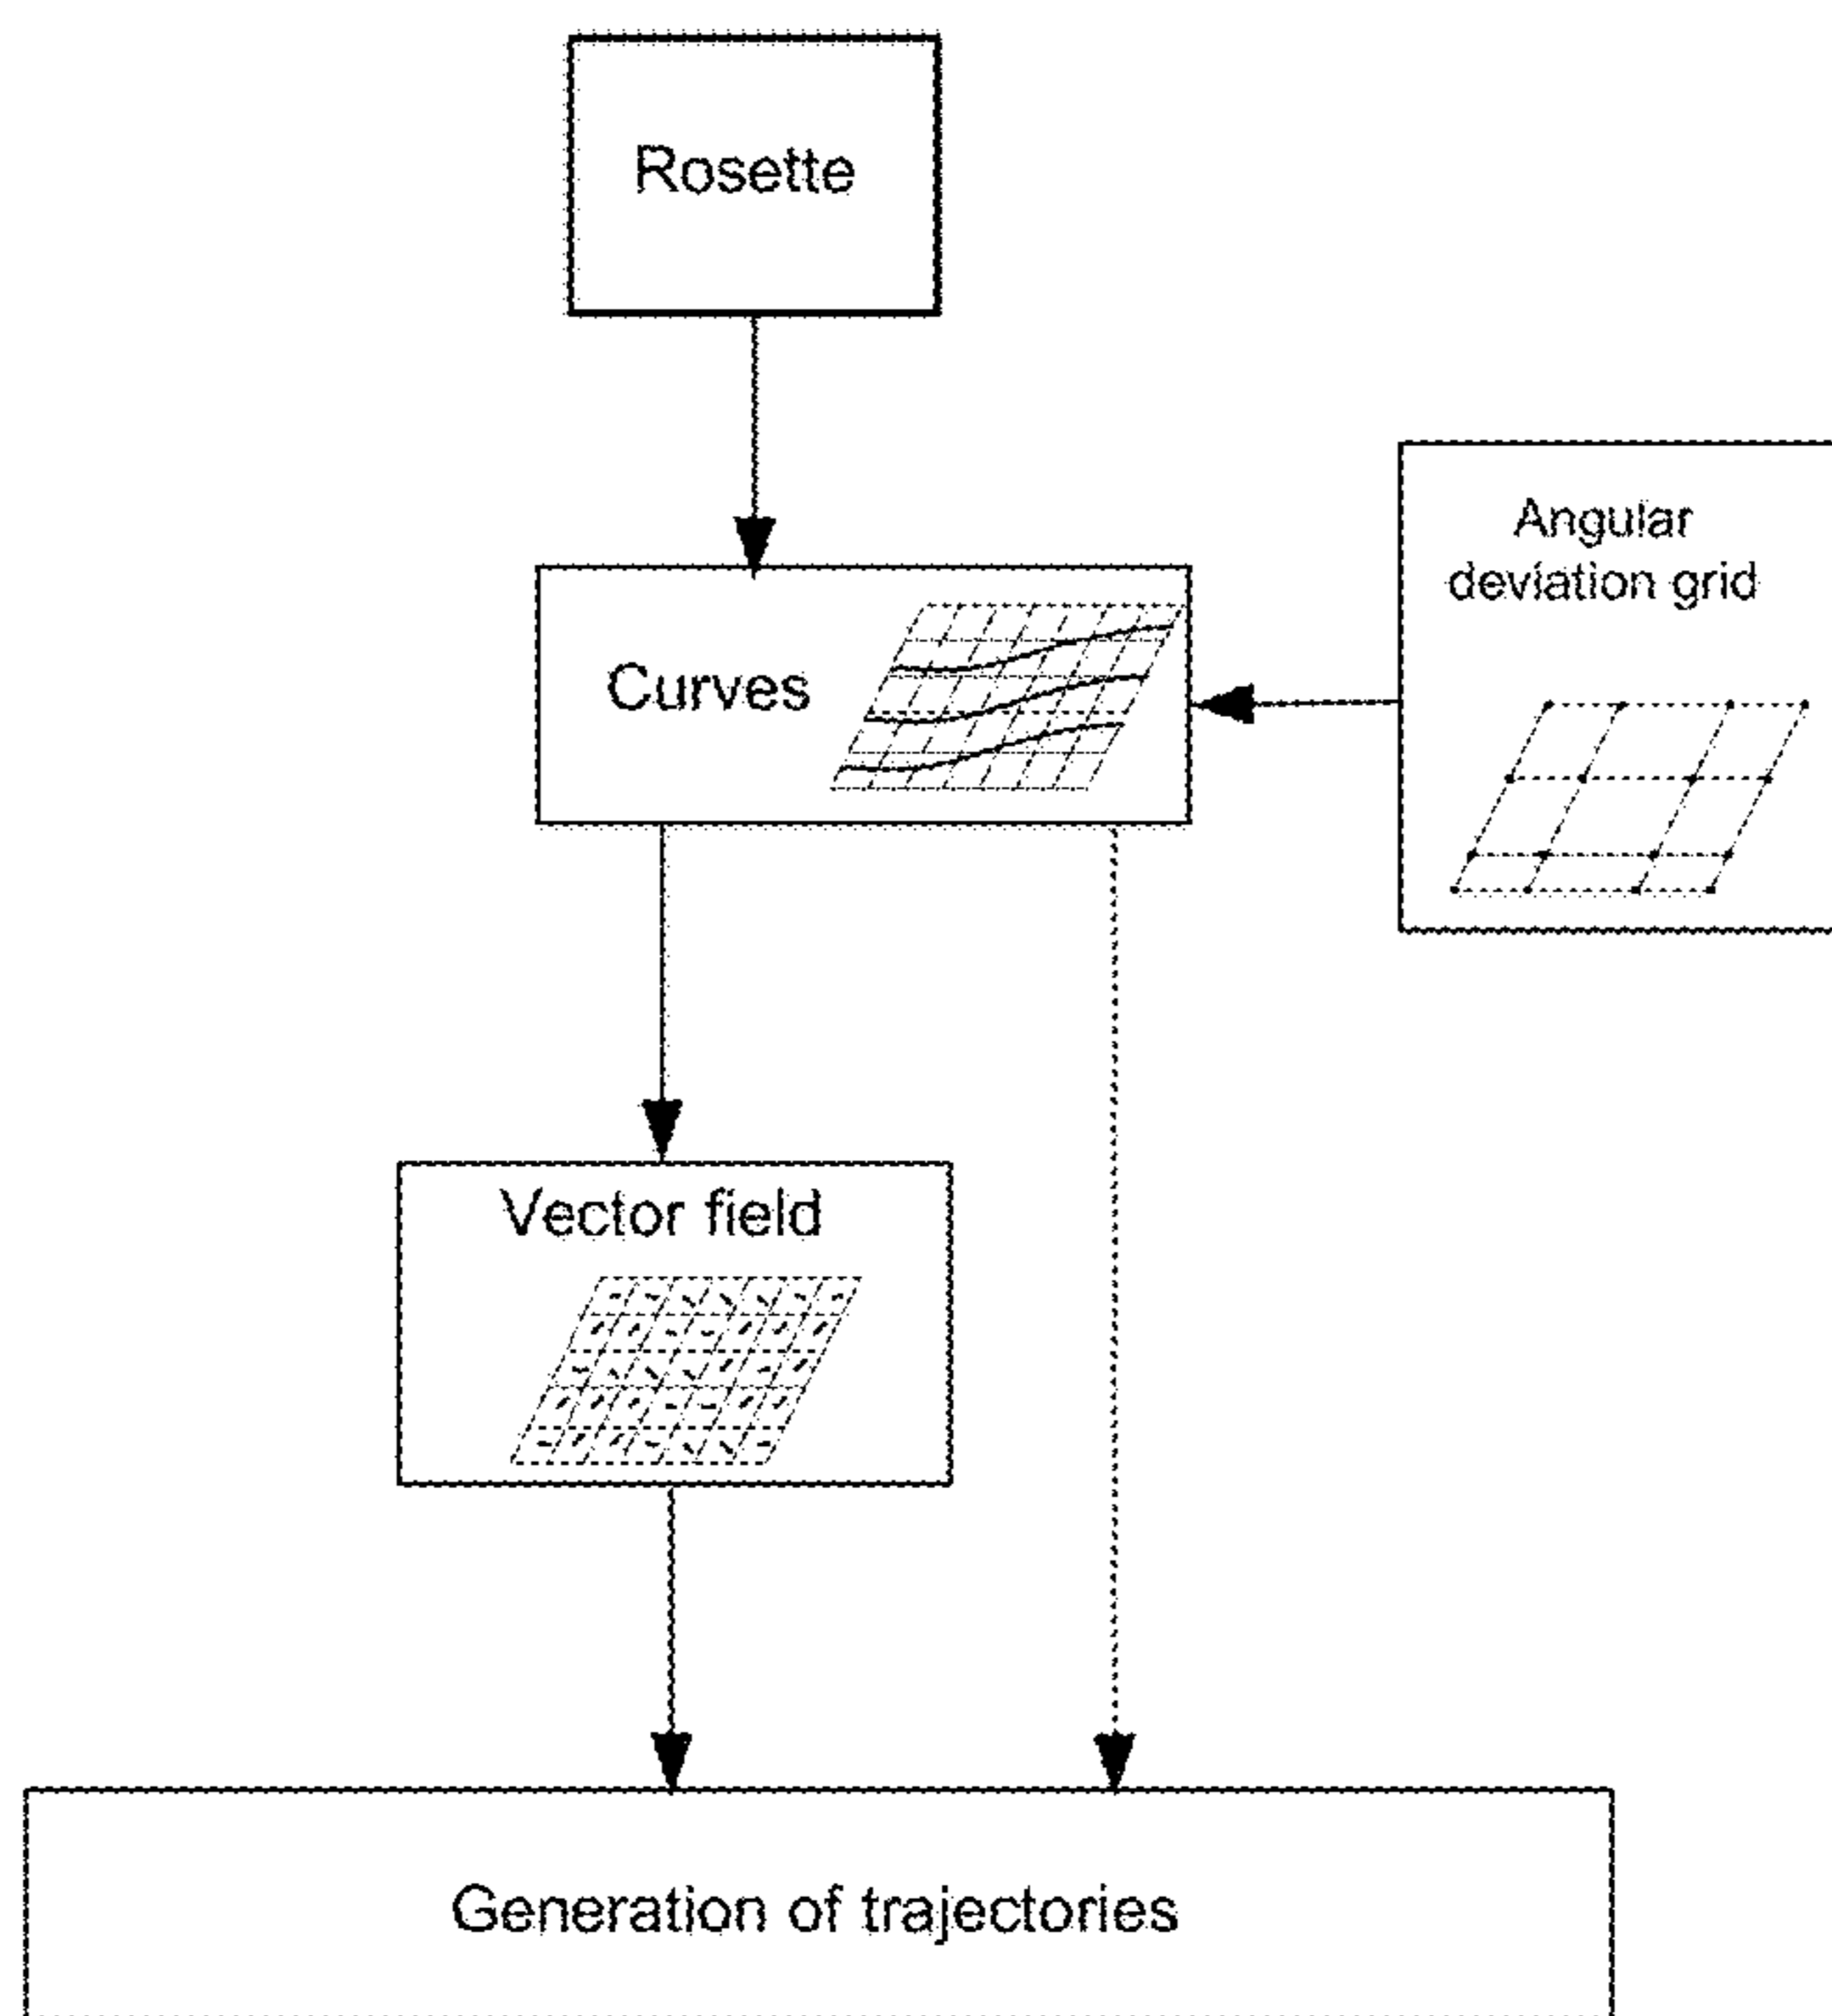 Rosette
Angular
deviation grid
Curves
Vector field
Generation of trajectories